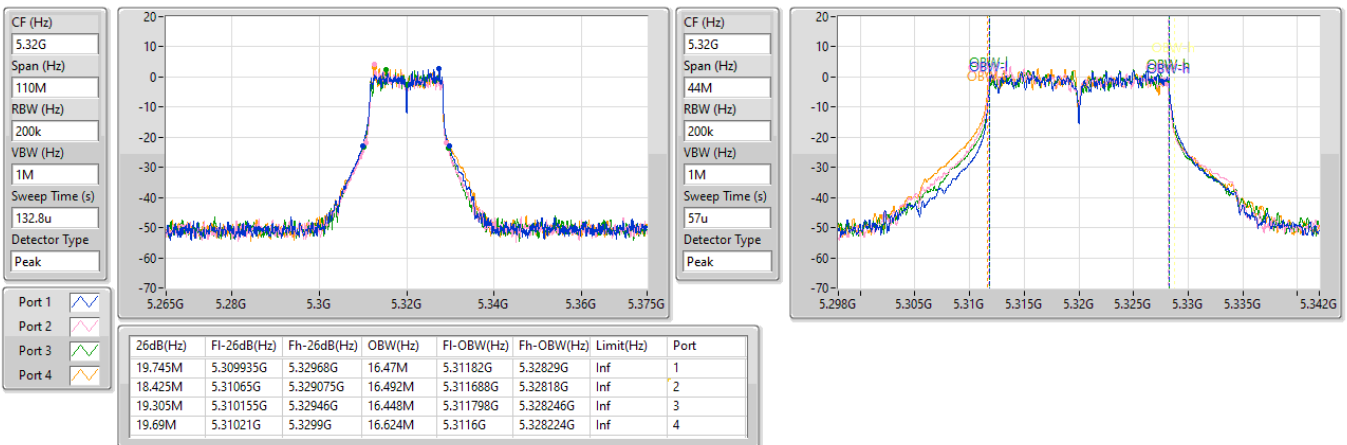 CF (Hz)
5.32G
Span (Hz)
110M
RBW (Hz)
200k
VBW (Hz)
1M
Sweep Time (s)
132.8u
Detector Type
Peak
20
10
0
-10
-20
-30
-40
-50
-60
-70
5.265G 5.28G 5.3G 5.32G 5.34G 5.36G 5.375G
CF (Hz)
5.32G
Span (Hz)
44M
RBW (Hz)
200k
VBW (Hz)
1M
Sweep Time (s)
57u
Detector Type
Peak
20
10
0
-10
-20
-30
-40
-50
-60
-70
OBW-l
OBW-h
5.298G 5.305G 5.31G 5.315G 5.32G 5.325G 5.33G 5.335G 5.342G
Port 1
Port 2
Port 3
Port 4
26dB(Hz) Fl-26dB(Hz) Fh-26dB(Hz) OBW(Hz) Fl-OBW(Hz) Fh-OBW(Hz) Limit(Hz) Port
19.745M 5.309935G 5.32968G 16.47M 5.31182G 5.32829G Inf 1
18.425M 5.31065G 5.329075G 16.492M 5.311688G 5.32818G Inf 2
19.305M 5.310155G 5.32946G 16.448M 5.311798G 5.328246G Inf 3
19.69M 5.31021G 5.3299G 16.624M 5.3116G 5.328224G Inf 4